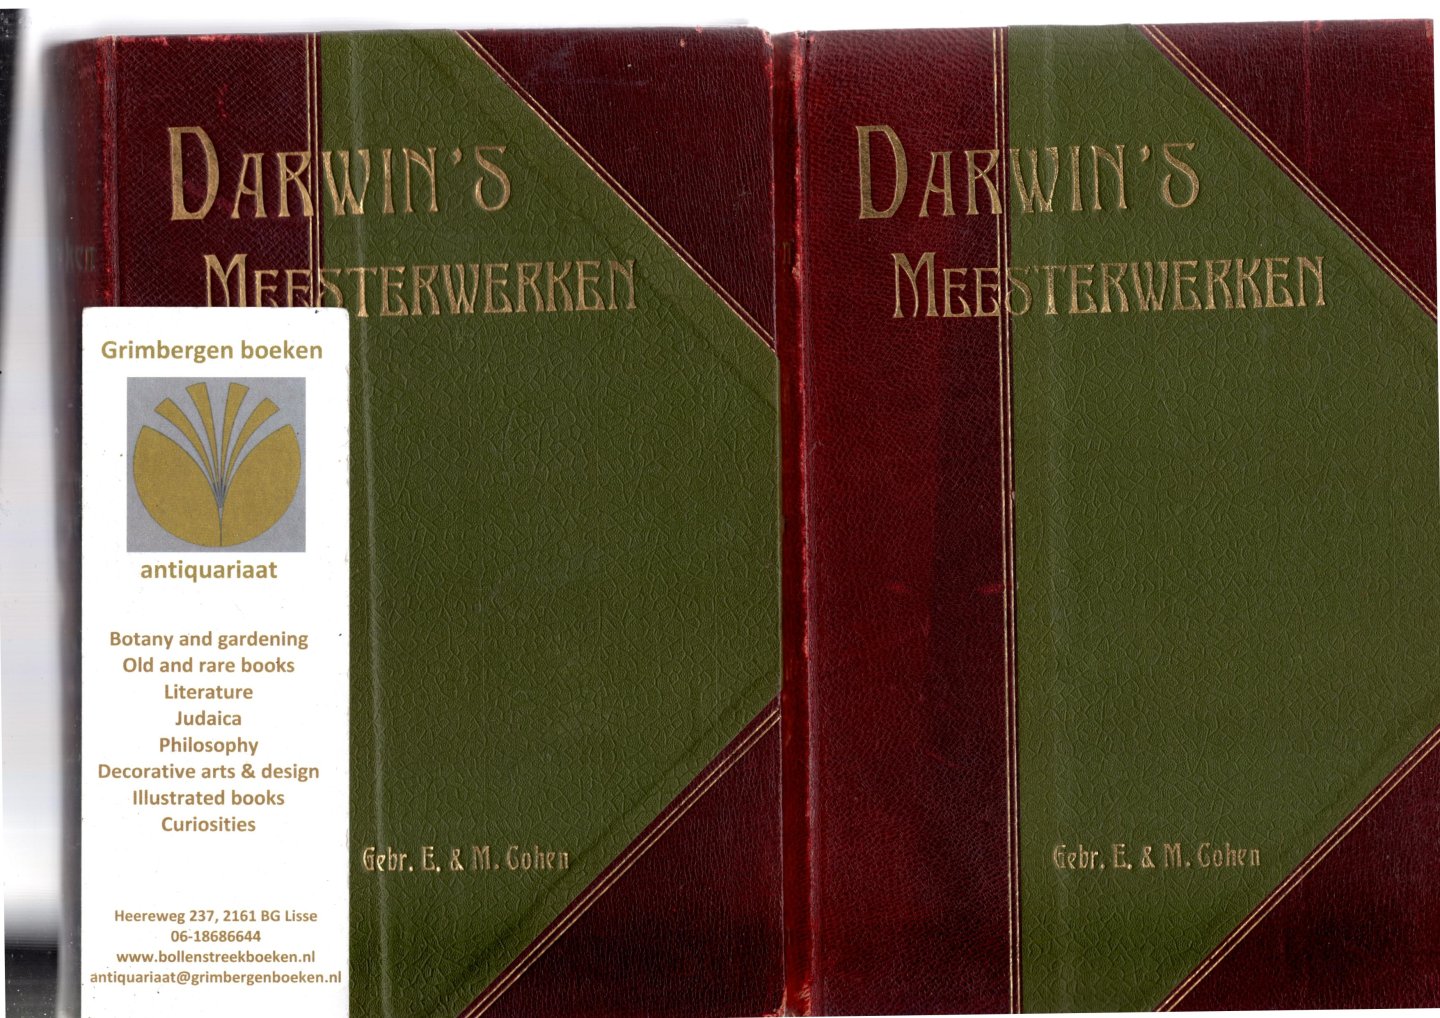 DARWIN'S
MEESTERWERKEN
Gebr. E. & M. Cohen
DARWIN'S
MEESTERWERKEN
Gebr. E. & M. Cohen
Grimbergen boeken
antiquariaat
Botany and gardening
Old and rare books
Literature
Judaica
Philosophy
Decorative arts & design
Illustrated books
Curiosities
Heereweg 237, 2161 BG Lisse
06-18686644
www.bollenstreekboeken.nl
antiquariaat@grimbergenboeken.nl